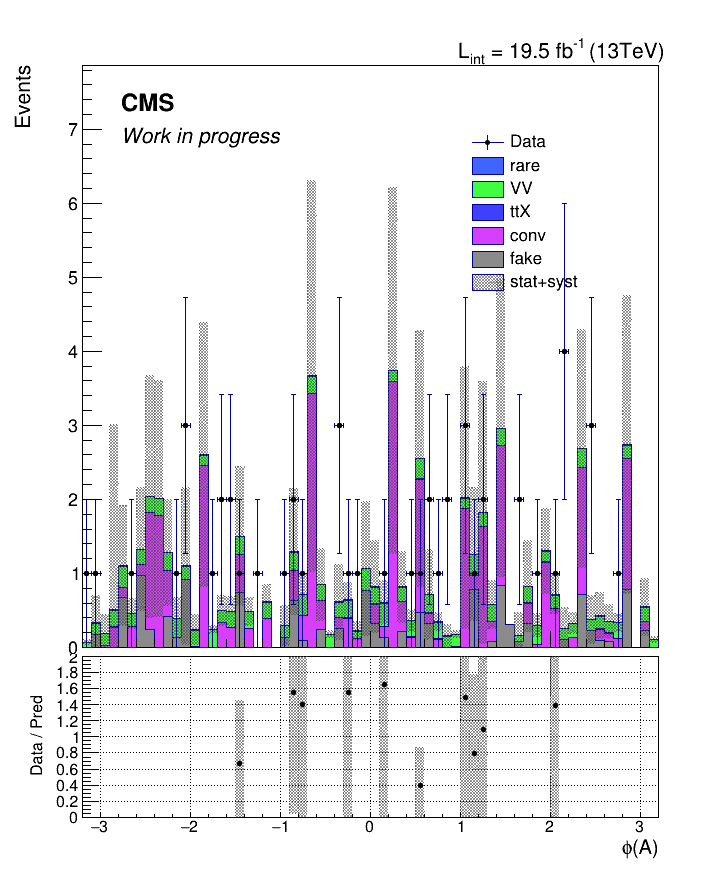 L_int = 19.5 fb^-1 (13TeV)
Events
CMS
Work in progress
7
6
5
4
3
2
1
0
Data
rare
VV
ttX
conv
fake
stat+syst
Data / Pred
2
1.8
1.6
1.4
1.2
1
0.8
0.6
0.4
0.2
0
−3 −2 −1 0 1 2 3
ϕ(A)